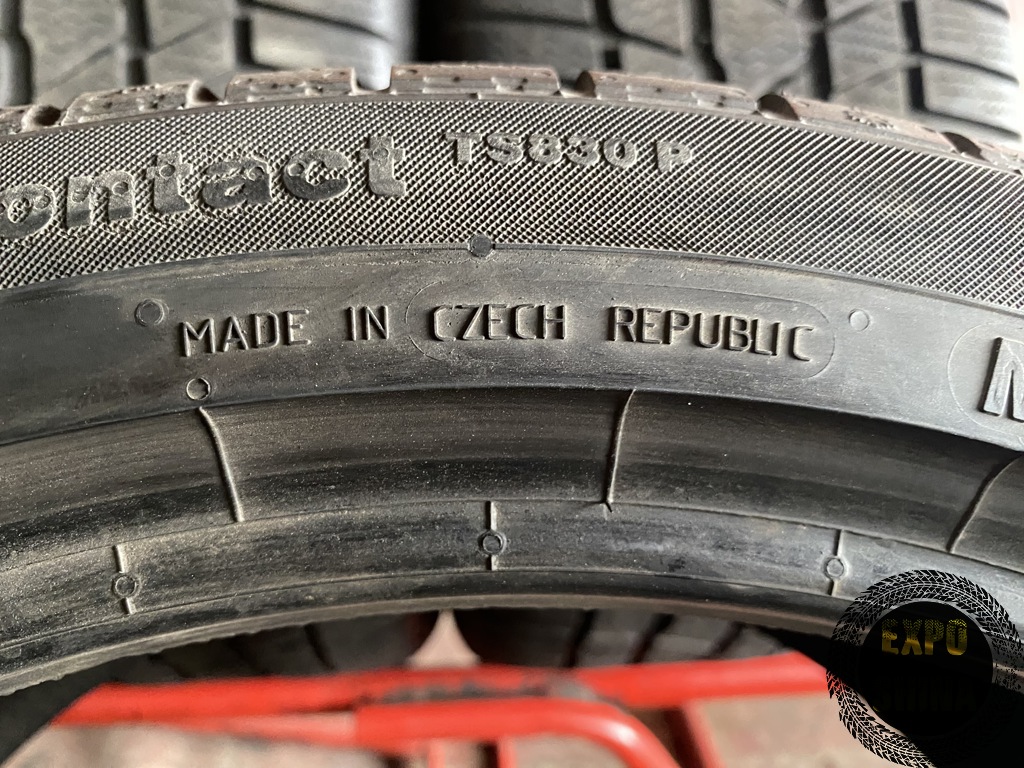 ontact TS830 P
MADE IN CZECH REPUBLIC
EXPO